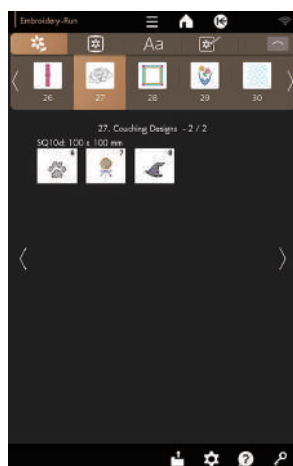 Embroidery-Run
Aa
26 27 28 29 30
27. Couching Designs - 2 / 2
SQ10d: 100 x 100 mm
6 7 8
?